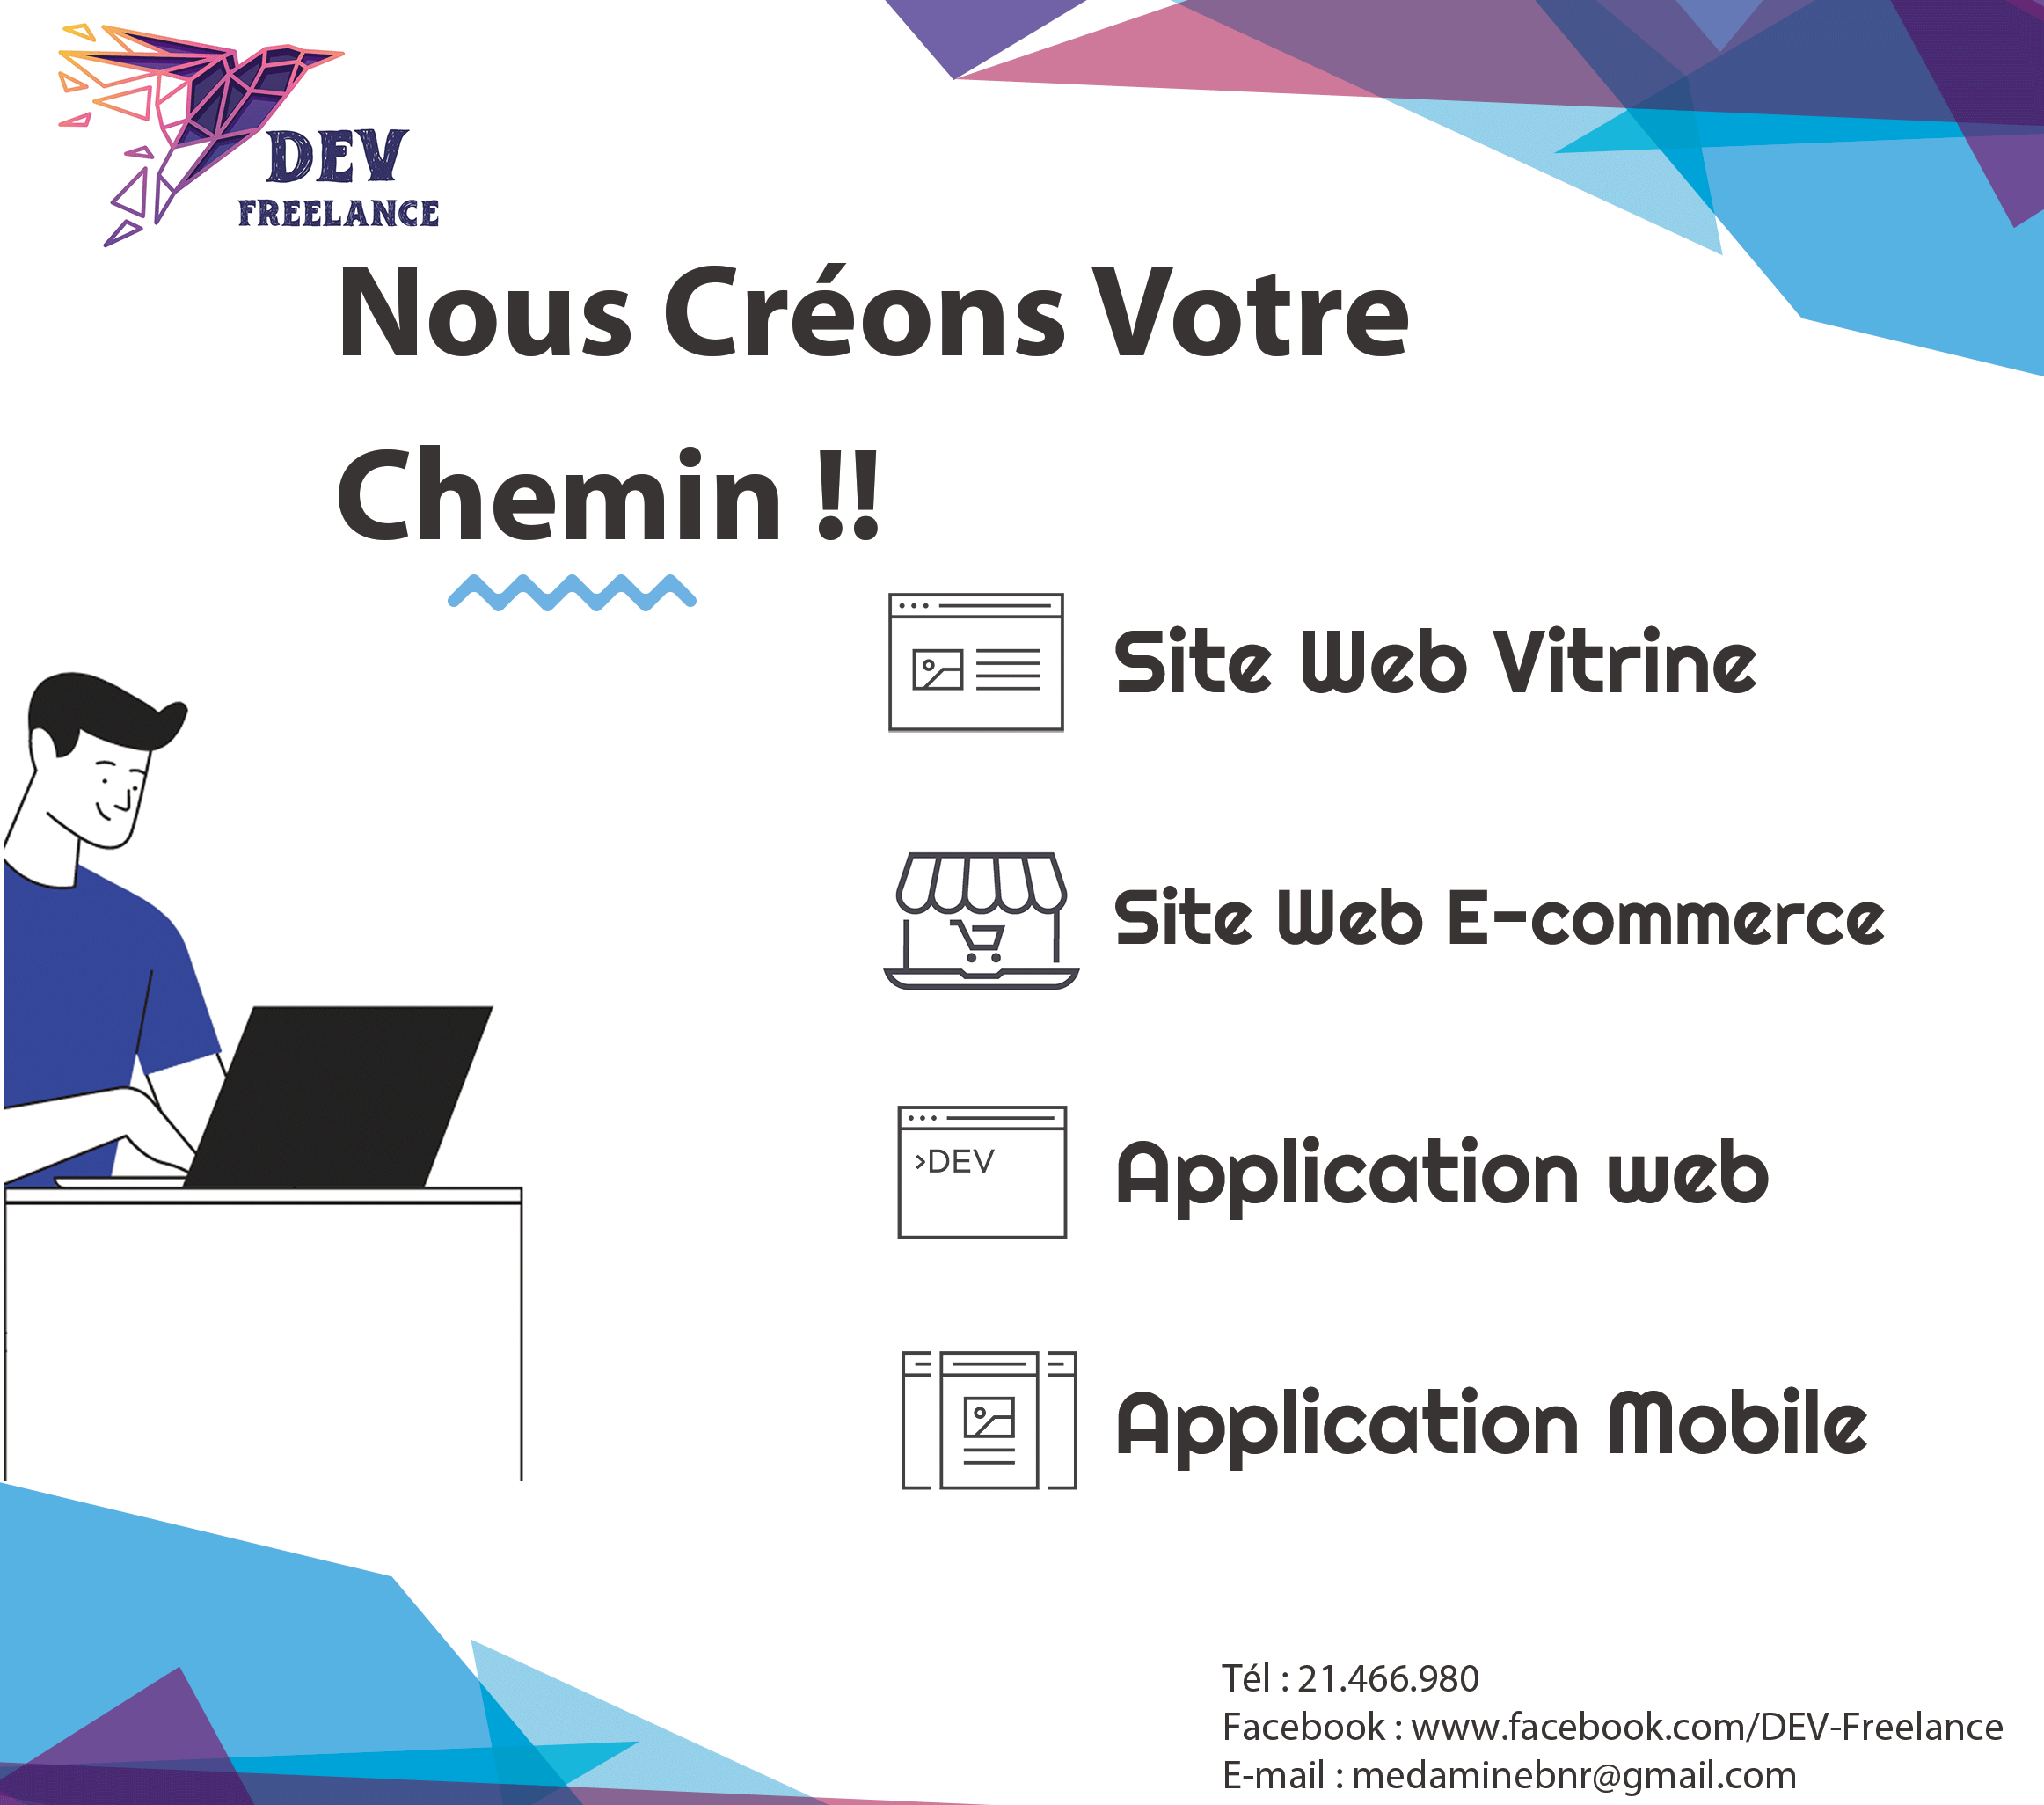 DEV
FREELANCE
Nous Créons Votre
Chemin !!
Site Web Vitrine
Site Web E-commerce
>DEV
Application web
Application Mobile
Tél : 21.466.980
Facebook : www.facebook.com/DEV-Freelance
E-mail : medaminebnr@gmail.com